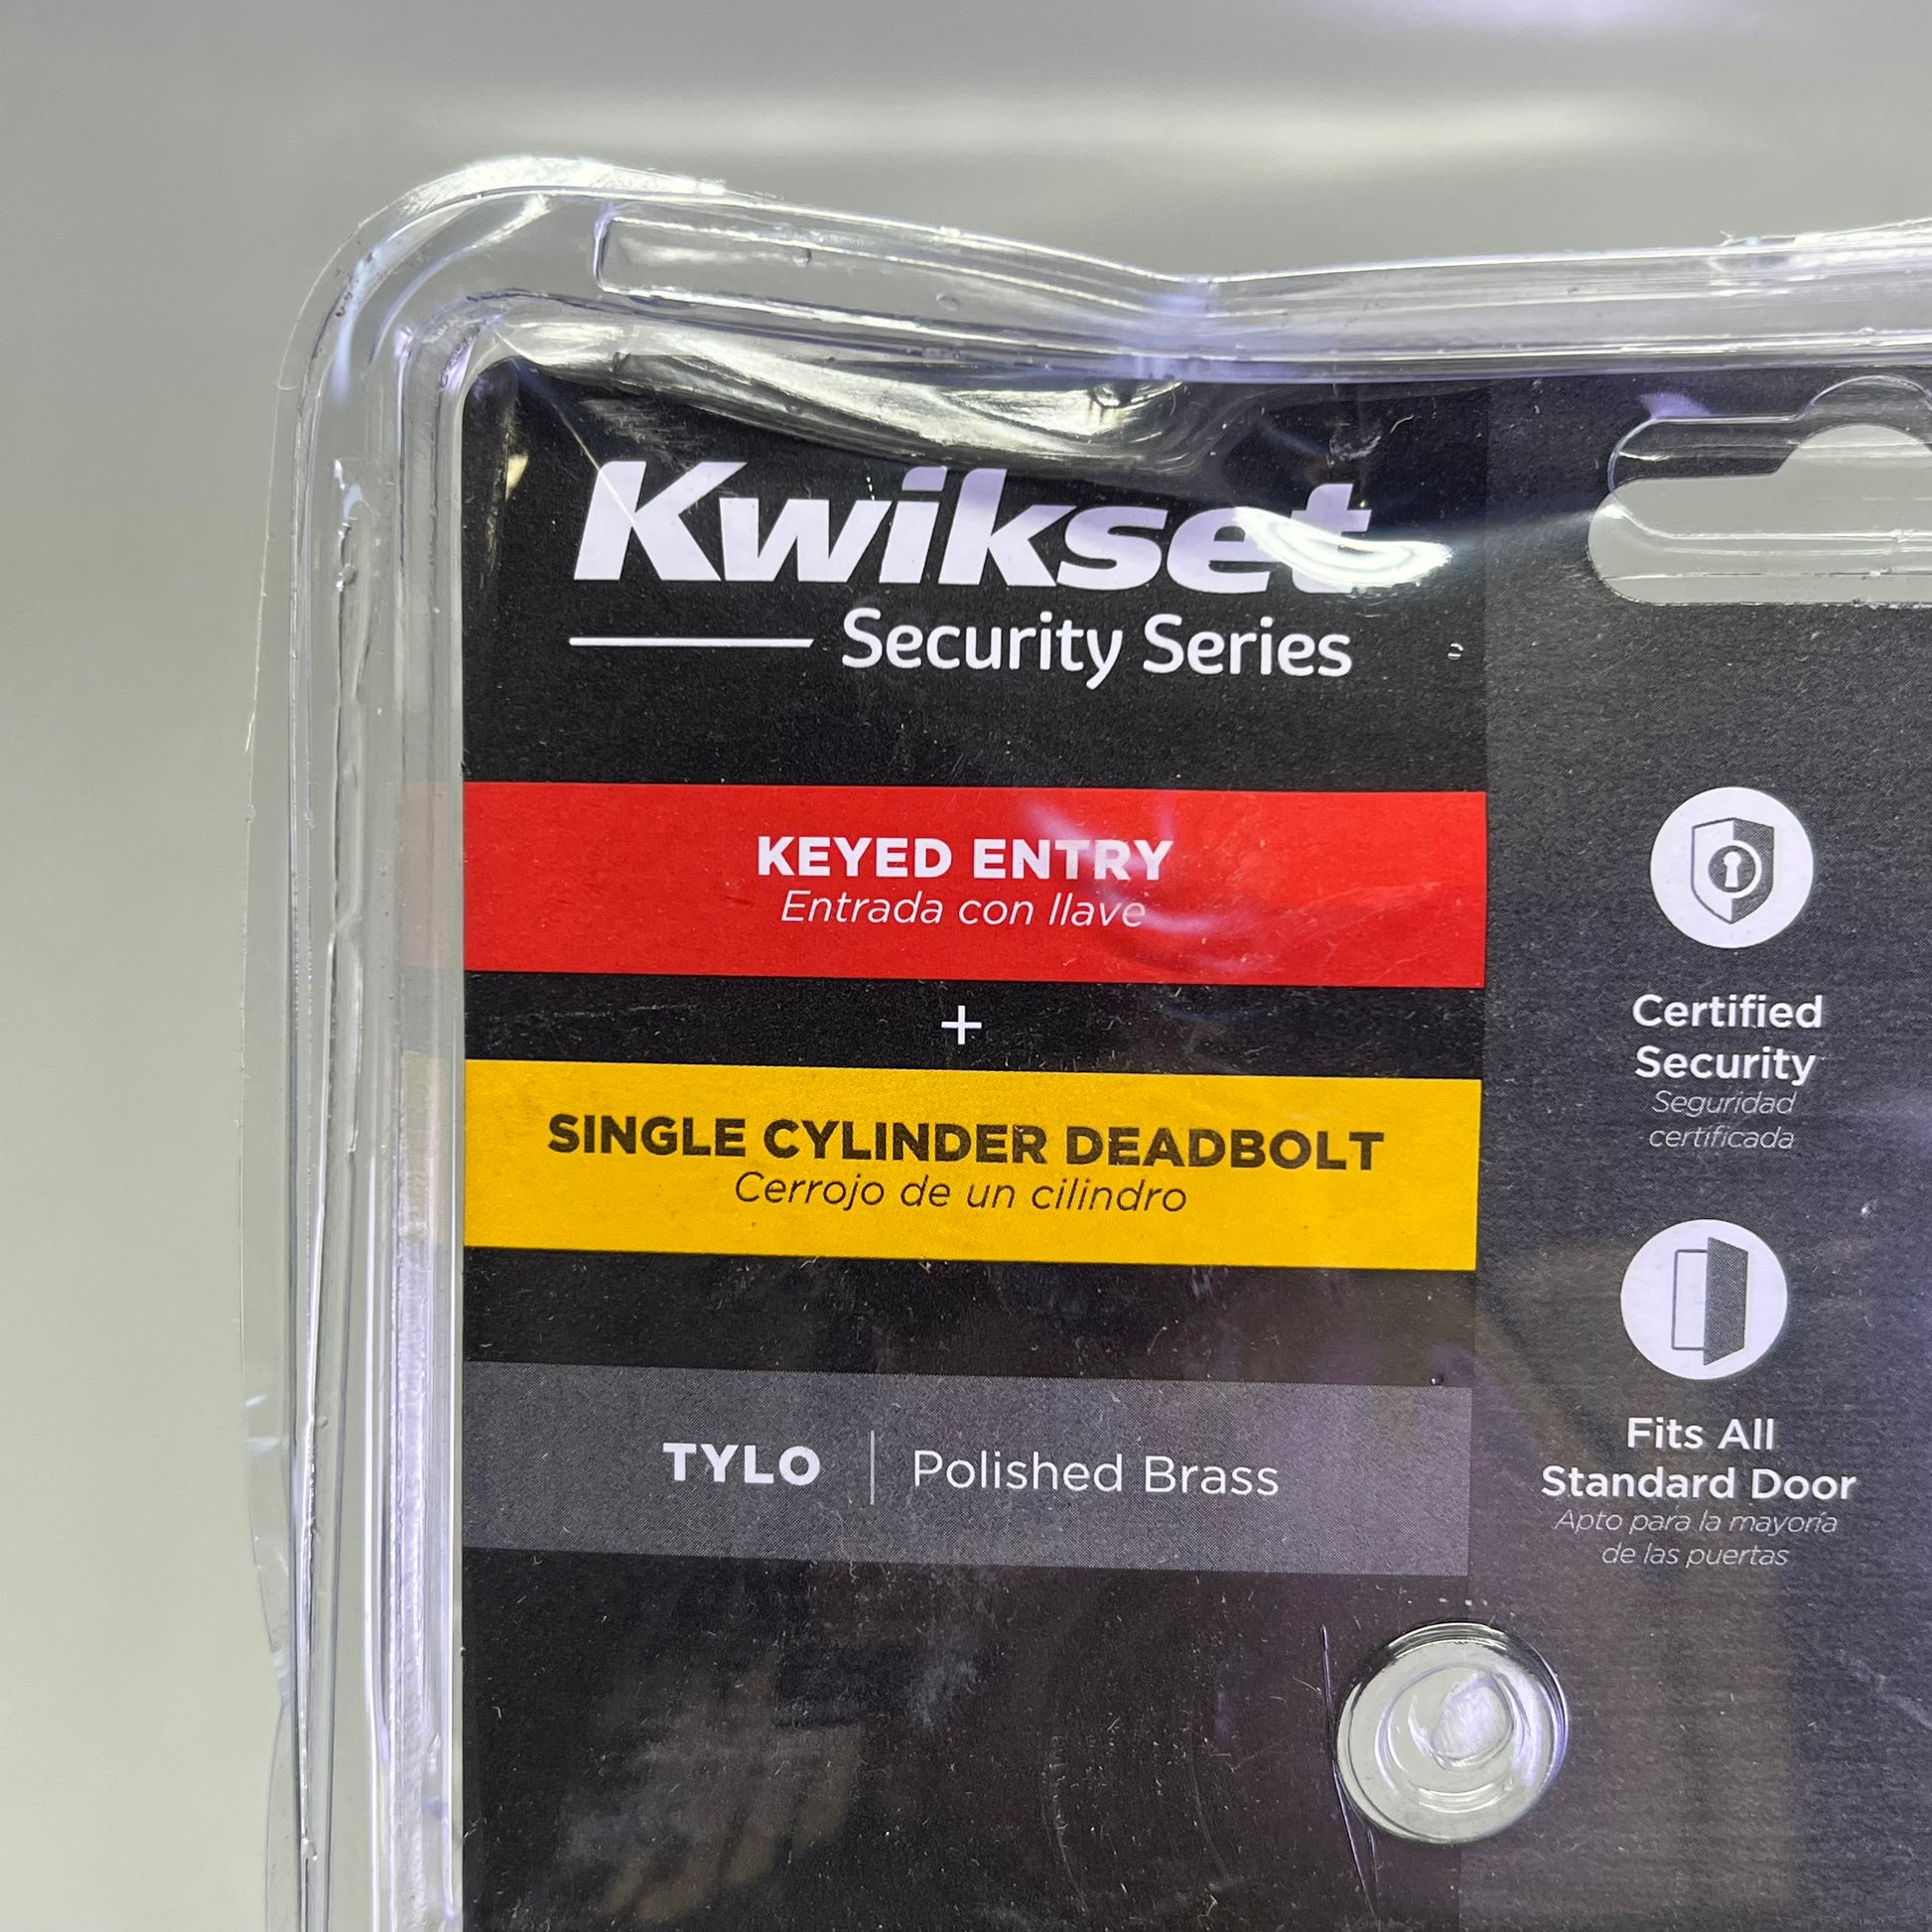 Kwikset
Security Series
KEYED ENTRY
Entrada con llave
+
SINGLE CYLINDER DEADBOLT
Cerrojo de un cilindro
TYLO | Polished Brass
Certified
Security
Seguridad
certificada
Fits All
Standard Door
Apto para la mayoría
de las puertas